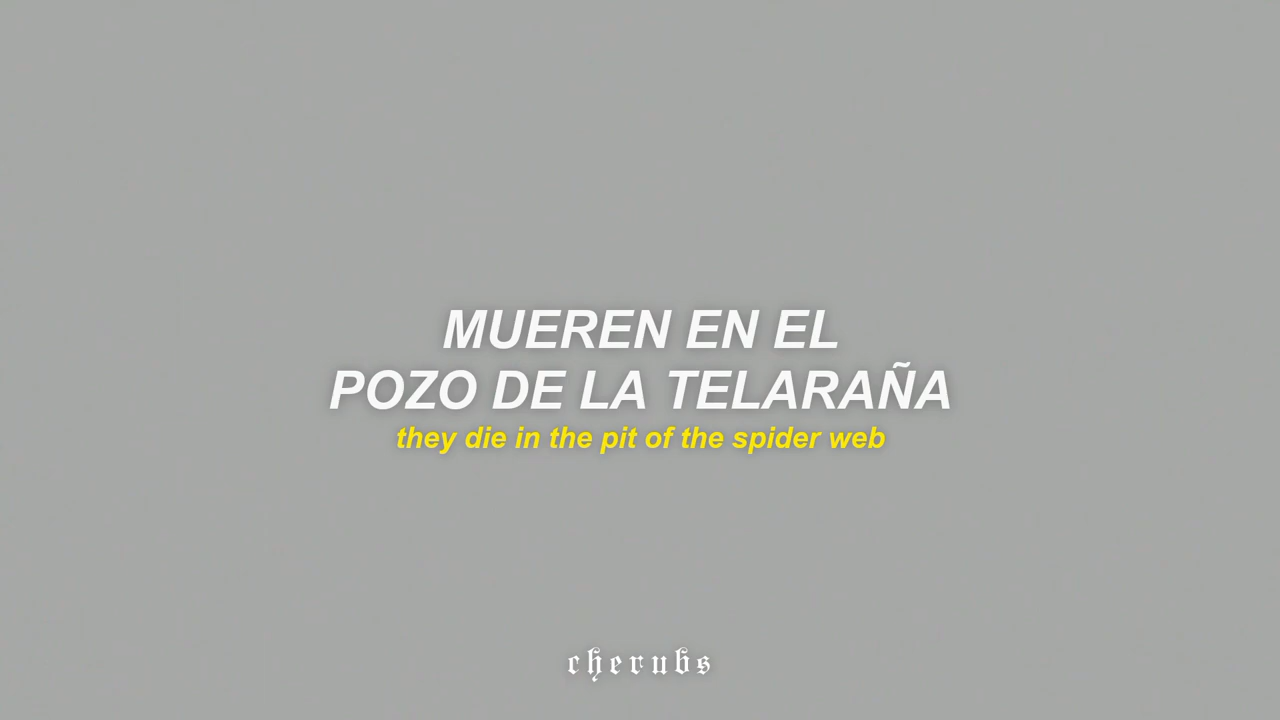 MUEREN EN EL
POZO DE LA TELARAÑA
they die in the pit of the spider web
cherubs